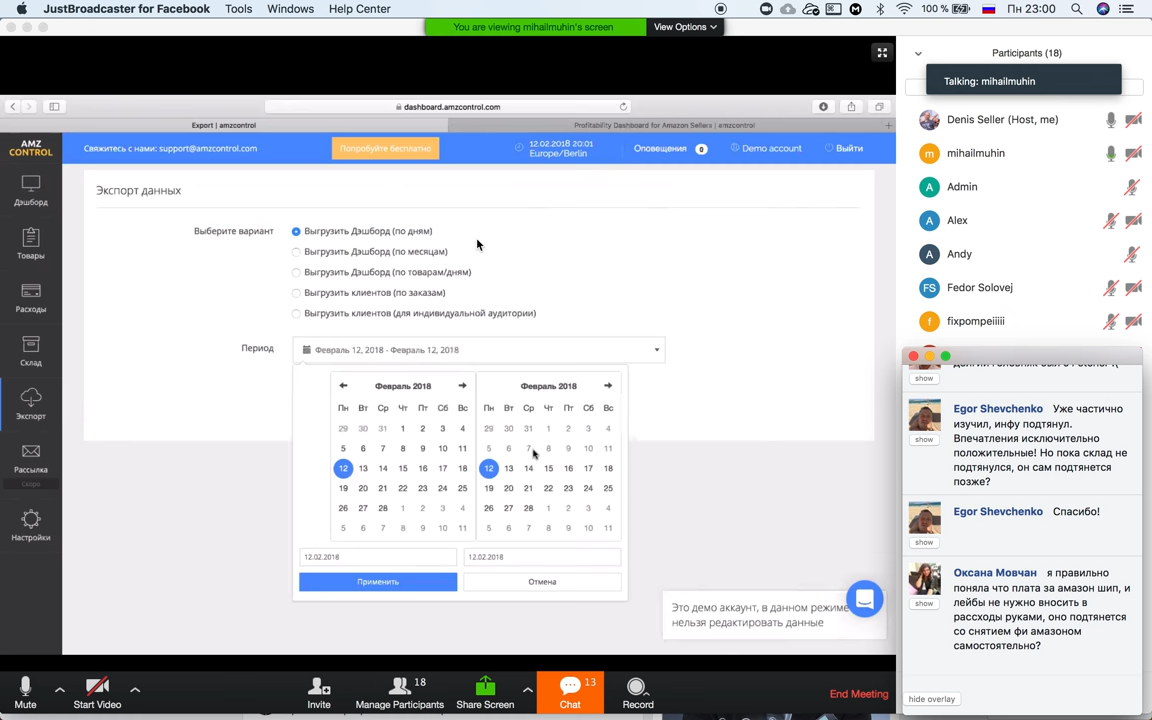 JustBroadcaster for Facebook Tools Windows Help Center 100 % Пн 23:00
You are viewing mihailmuhin's screen View Options
Participants (18)
Talking: mihailmuhin
dashboard.amzcontrol.com
Export | amzcontrol Profitability Dashboard for Amazon Sellers | amzcontrol
AMZ
CONTROL
Свяжитесь с нами: support@amzcontrol.com Попробуйте бесплатно 12.02.2018 20:01
Europe/Berlin
Оповещения 0 Demo account Выйти
Дэшборд
Товары
Расходы
Склад
Экспорт
Рассылка
Скоро
Настройки
Экспорт данных
Выберите вариант Выгрузить Дэшборд (по дням)
Выгрузить Дэшборд (по месяцам)
Выгрузить Дэшборд (по товарам/дням)
Выгрузить клиентов (по заказам)
Выгрузить клиентов (для индивидуальной аудитории)
Период Февраль 12, 2018 - Февраль 12, 2018
Февраль 2018 Февраль 2018
Пн Вт Ср Чт Пт Сб Вс Пн Вт Ср Чт Пт Сб Вс
29 30 31 1 2 3 4 29 30 31 1 2 3 4
5 6 7 8 9 10 11 5 6 7 8 9 10 11
12 13 14 15 16 17 18 12 13 14 15 16 17 18
19 20 21 22 23 24 25 19 20 21 22 23 24 25
26 27 28 1 2 3 4 26 27 28 1 2 3 4
5 6 7 8 9 10 11 5 6 7 8 9 10 11
12.02.2018 12.02.2018
Применить Отмена
Это демо аккаунт, в данном режиме
нельзя редактировать данные
Denis Seller (Host, me)
m mihailmuhin
A Admin
A Alex
A Andy
FS Fedor Solovej
f fixpompeiiiii
show
Egor Shevchenko Уже частично
изучил, инфу подтянул.
Впечатления исключительно
положительные! Но пока склад не
подтянулся, он сам подтянется
позже?
show
Egor Shevchenko Спасибо!
show
Оксана Мовчан я правильно
поняла что плата за амазон шип, и
лейбы не нужно вносить в
рассходы руками, оно подтянется
со снятием фи амазоном
самостоятельно?
show
hide overlay
Mute Start Video Invite Manage Participants 18 Share Screen Chat 13 Record End Meeting